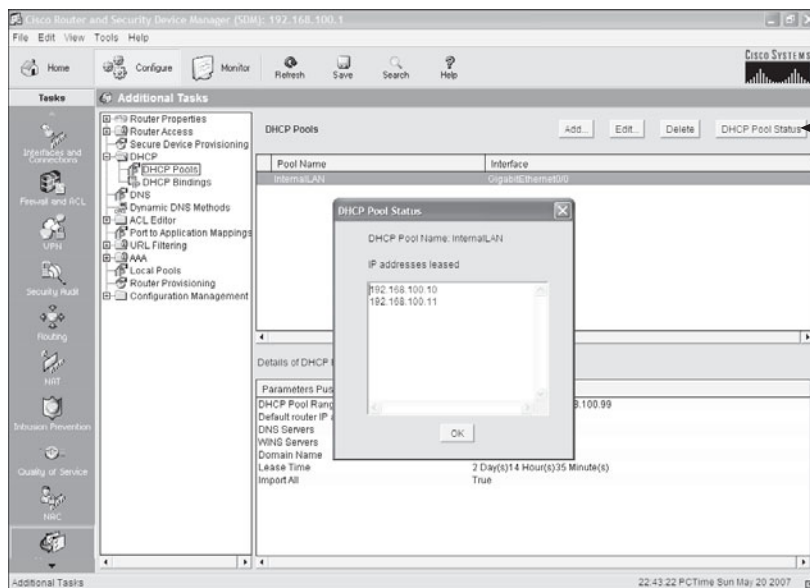 Cisco Router and Security Device Manager (SDM): 192.168.100.1
File Edit View Tools Help
Home
Configure
Monitor
Refresh
Save
Search
Help
CISCO SYSTEMS
Tasks
Additional Tasks
Interfaces and Connections
Firewall and ACL
VPN
Security Audit
Routing
NAT
Intrusion Prevention
Quality of Service
NAC
Router Properties
Router Access
Secure Device Provisioning
DHCP
DHCP Pools
DHCP Bindings
DNS
Dynamic DNS Methods
ACL Editor
Port to Application Mappings
URL Filtering
AAA
Local Pools
Router Provisioning
Configuration Management
DHCP Pools
Add...
Edit...
Delete
DHCP Pool Status
Pool Name
Interface
InternalLAN
GigabitEthernet0/0
DHCP Pool Status
DHCP Pool Name: InternalLAN
IP addresses leased
192.168.100.10
192.168.100.11
OK
Details of DHCP
Parameters Pus
DHCP Pool Rang
8.100.99
Default router IP
DNS Servers
WINS Servers
Domain Name
Lease Time
2 Day(s)14 Hour(s)35 Minute(s)
Import All
True
Additional Tasks
22:43:22 PCTime Sun May 20 2007